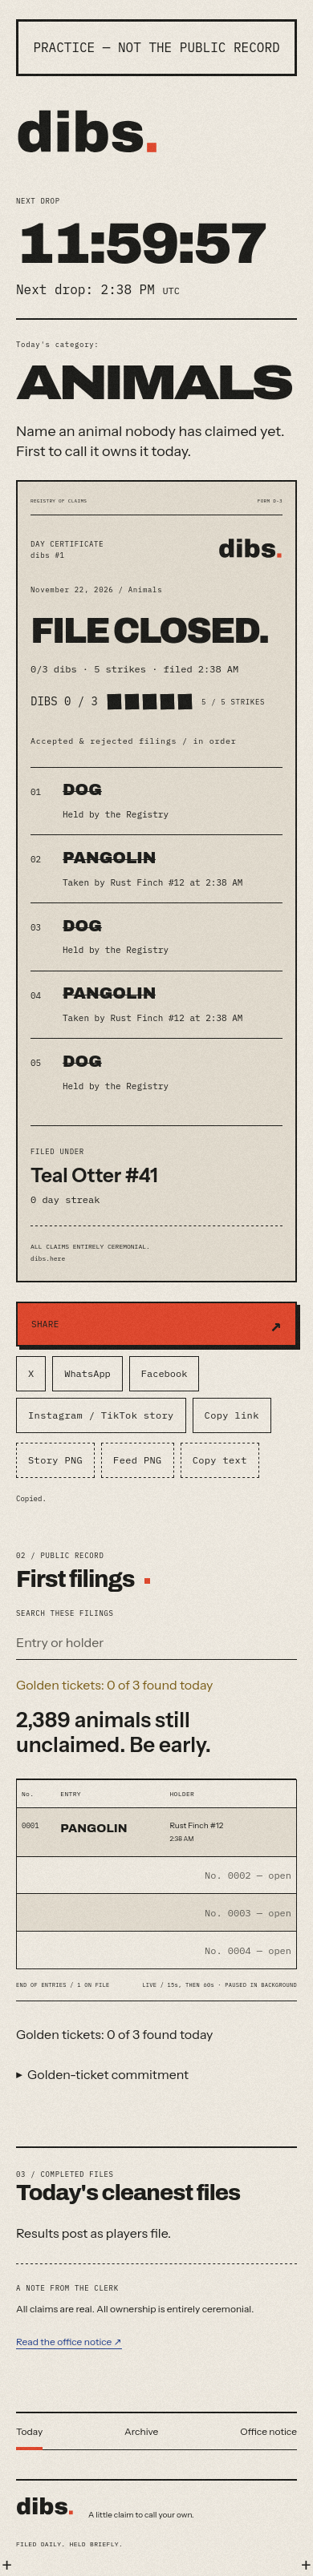 PRACTICE — NOT THE PUBLIC RECORD
dibs.
NEXT DROP
11:59:57
Next drop: 2:38 PM UTC
Today's category:
ANIMALS
Name an animal nobody has claimed yet.
First to call it owns it today.
REGISTRY OF CLAIMS FORM D-3
DAY CERTIFICATE
dibs #1
dibs.
November 22, 2026 / Animals
FILE CLOSED.
0/3 dibs · 5 strikes · filed 2:38 AM
DIBS 0 / 3 5 / 5 STRIKES
Accepted & rejected filings / in order
01 DOG
Held by the Registry
02 PANGOLIN
Taken by Rust Finch #12 at 2:38 AM
03 DOG
Held by the Registry
04 PANGOLIN
Taken by Rust Finch #12 at 2:38 AM
05 DOG
Held by the Registry
FILED UNDER
Teal Otter #41
0 day streak
ALL CLAIMS ENTIRELY CEREMONIAL.
dibs.here
SHARE ↗
X WhatsApp Facebook
Instagram / TikTok story Copy link
Story PNG Feed PNG Copy text
Copied.
02 / PUBLIC RECORD
First filings
SEARCH THESE FILINGS
Entry or holder
Golden tickets: 0 of 3 found today
2,389 animals still
unclaimed. Be early.
No. ENTRY HOLDER
0001 PANGOLIN Rust Finch #12
2:38 AM
No. 0002 — open
No. 0003 — open
No. 0004 — open
END OF ENTRIES / 1 ON FILE LIVE / 15s, THEN 60s · PAUSED IN BACKGROUND
Golden tickets: 0 of 3 found today
▸ Golden-ticket commitment
03 / COMPLETED FILES
Today's cleanest files
Results post as players file.
A NOTE FROM THE CLERK
All claims are real. All ownership is entirely ceremonial.
Read the office notice ↗
Today Archive Office notice
dibs. A little claim to call your own.
FILED DAILY. HELD BRIEFLY.